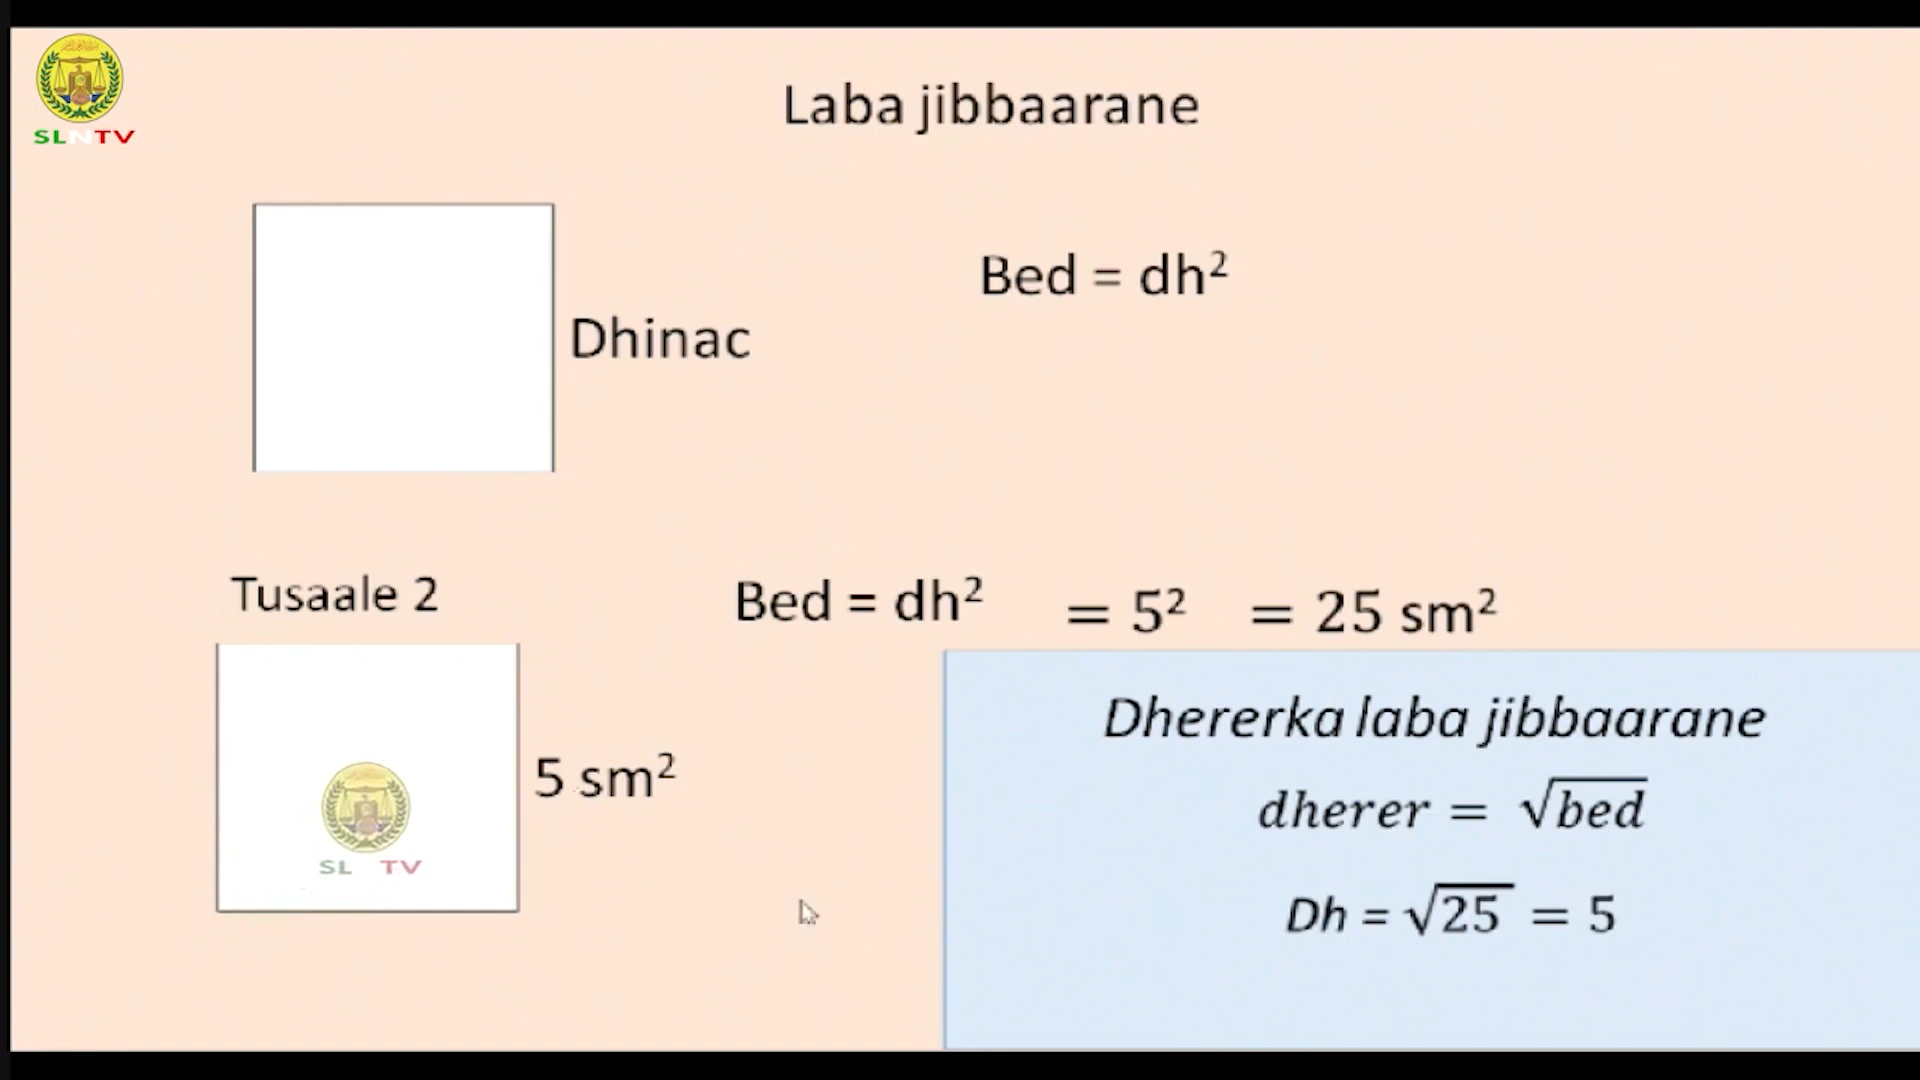 SLNTV
Laba jibbaarane
Bed = dh²
Dhinac
Tusaale 2
Bed = dh² = 5² = 25 sm²
5 sm²
SL TV
Dhererka laba jibbaarane
dherer = √bed
Dh = √25 = 5